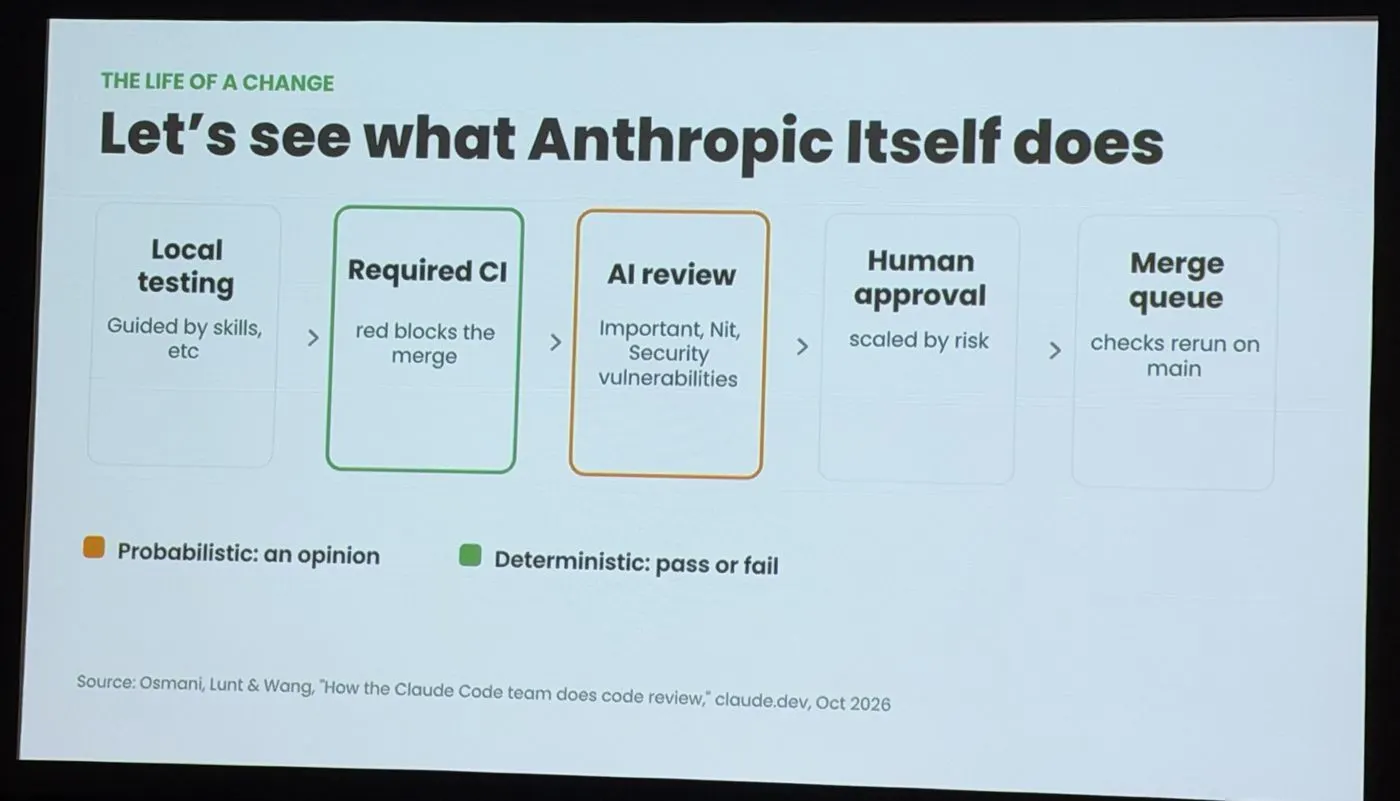 THE LIFE OF A CHANGE
Let's see what Anthropic Itself does
Local
testing
Guided by skills,
etc
>
Required CI
red blocks the
merge
>
AI review
Important, Nit,
Security
vulnerabilities
>
Human
approval
scaled by risk
>
Merge
queue
checks rerun on
main
Probabilistic: an opinion
Deterministic: pass or fail
Source: Osmani, Lunt & Wang, "How the Claude Code team does code review," claude.dev, Oct 2026